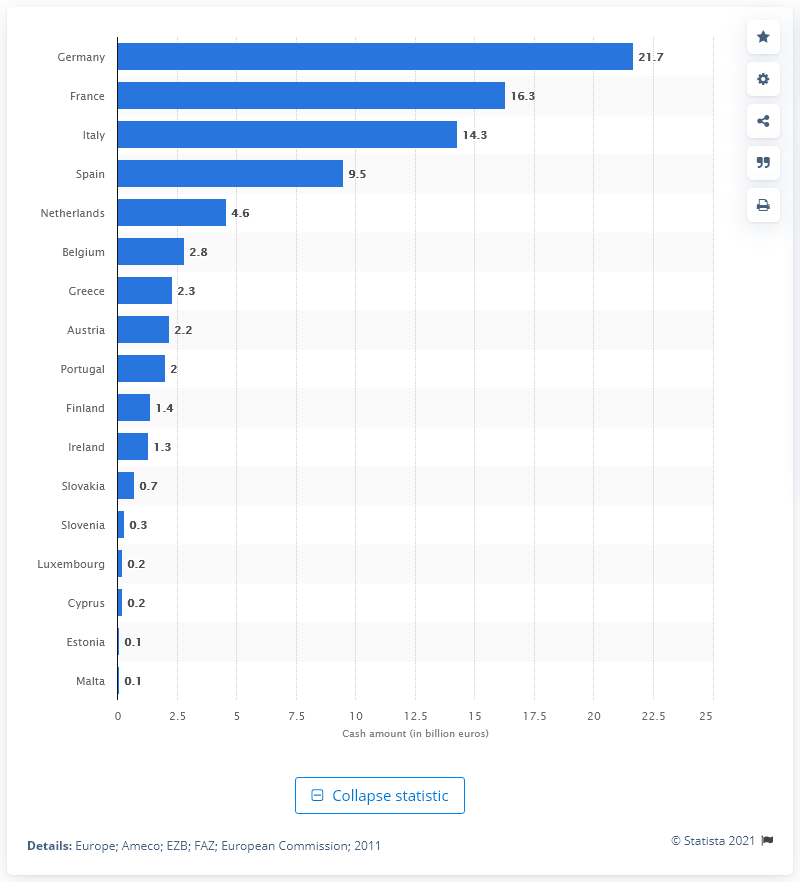 Germany 21.7
France 16.3
Italy 14.3
Spain 9.5
Netherlands 4.6
Belgium 2.8
Greece 2.3
Austria 2.2
Portugal 2
Finland 1.4
Ireland 1.3
Slovakia 0.7
Slovenia 0.3
Luxembourg 0.2
Cyprus 0.2
Estonia 0.1
Malta 0.1
0 2.5 5 7.5 10 12.5 15 17.5 20 22.5 25
Cash amount (in billion euros)
Collapse statistic
© Statista 2021
Details: Europe; Ameco; EZB; FAZ; European Commission; 2011